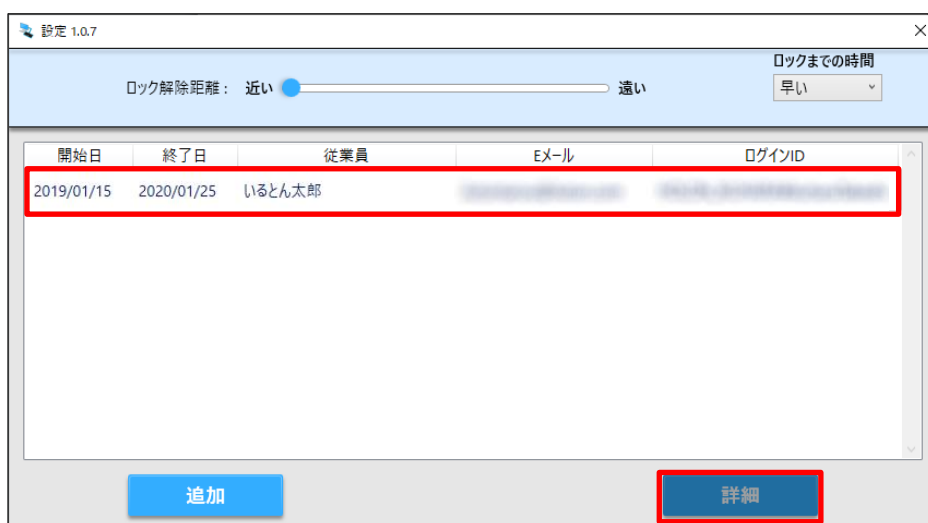 設定 1.0.7
ロックまでの時間
ロック解除距離： 近い 遠い 早い
開始日 終了日 従業員 Eメール ログインID
2019/01/15 2020/01/25 いるとん太郎
追加 詳細